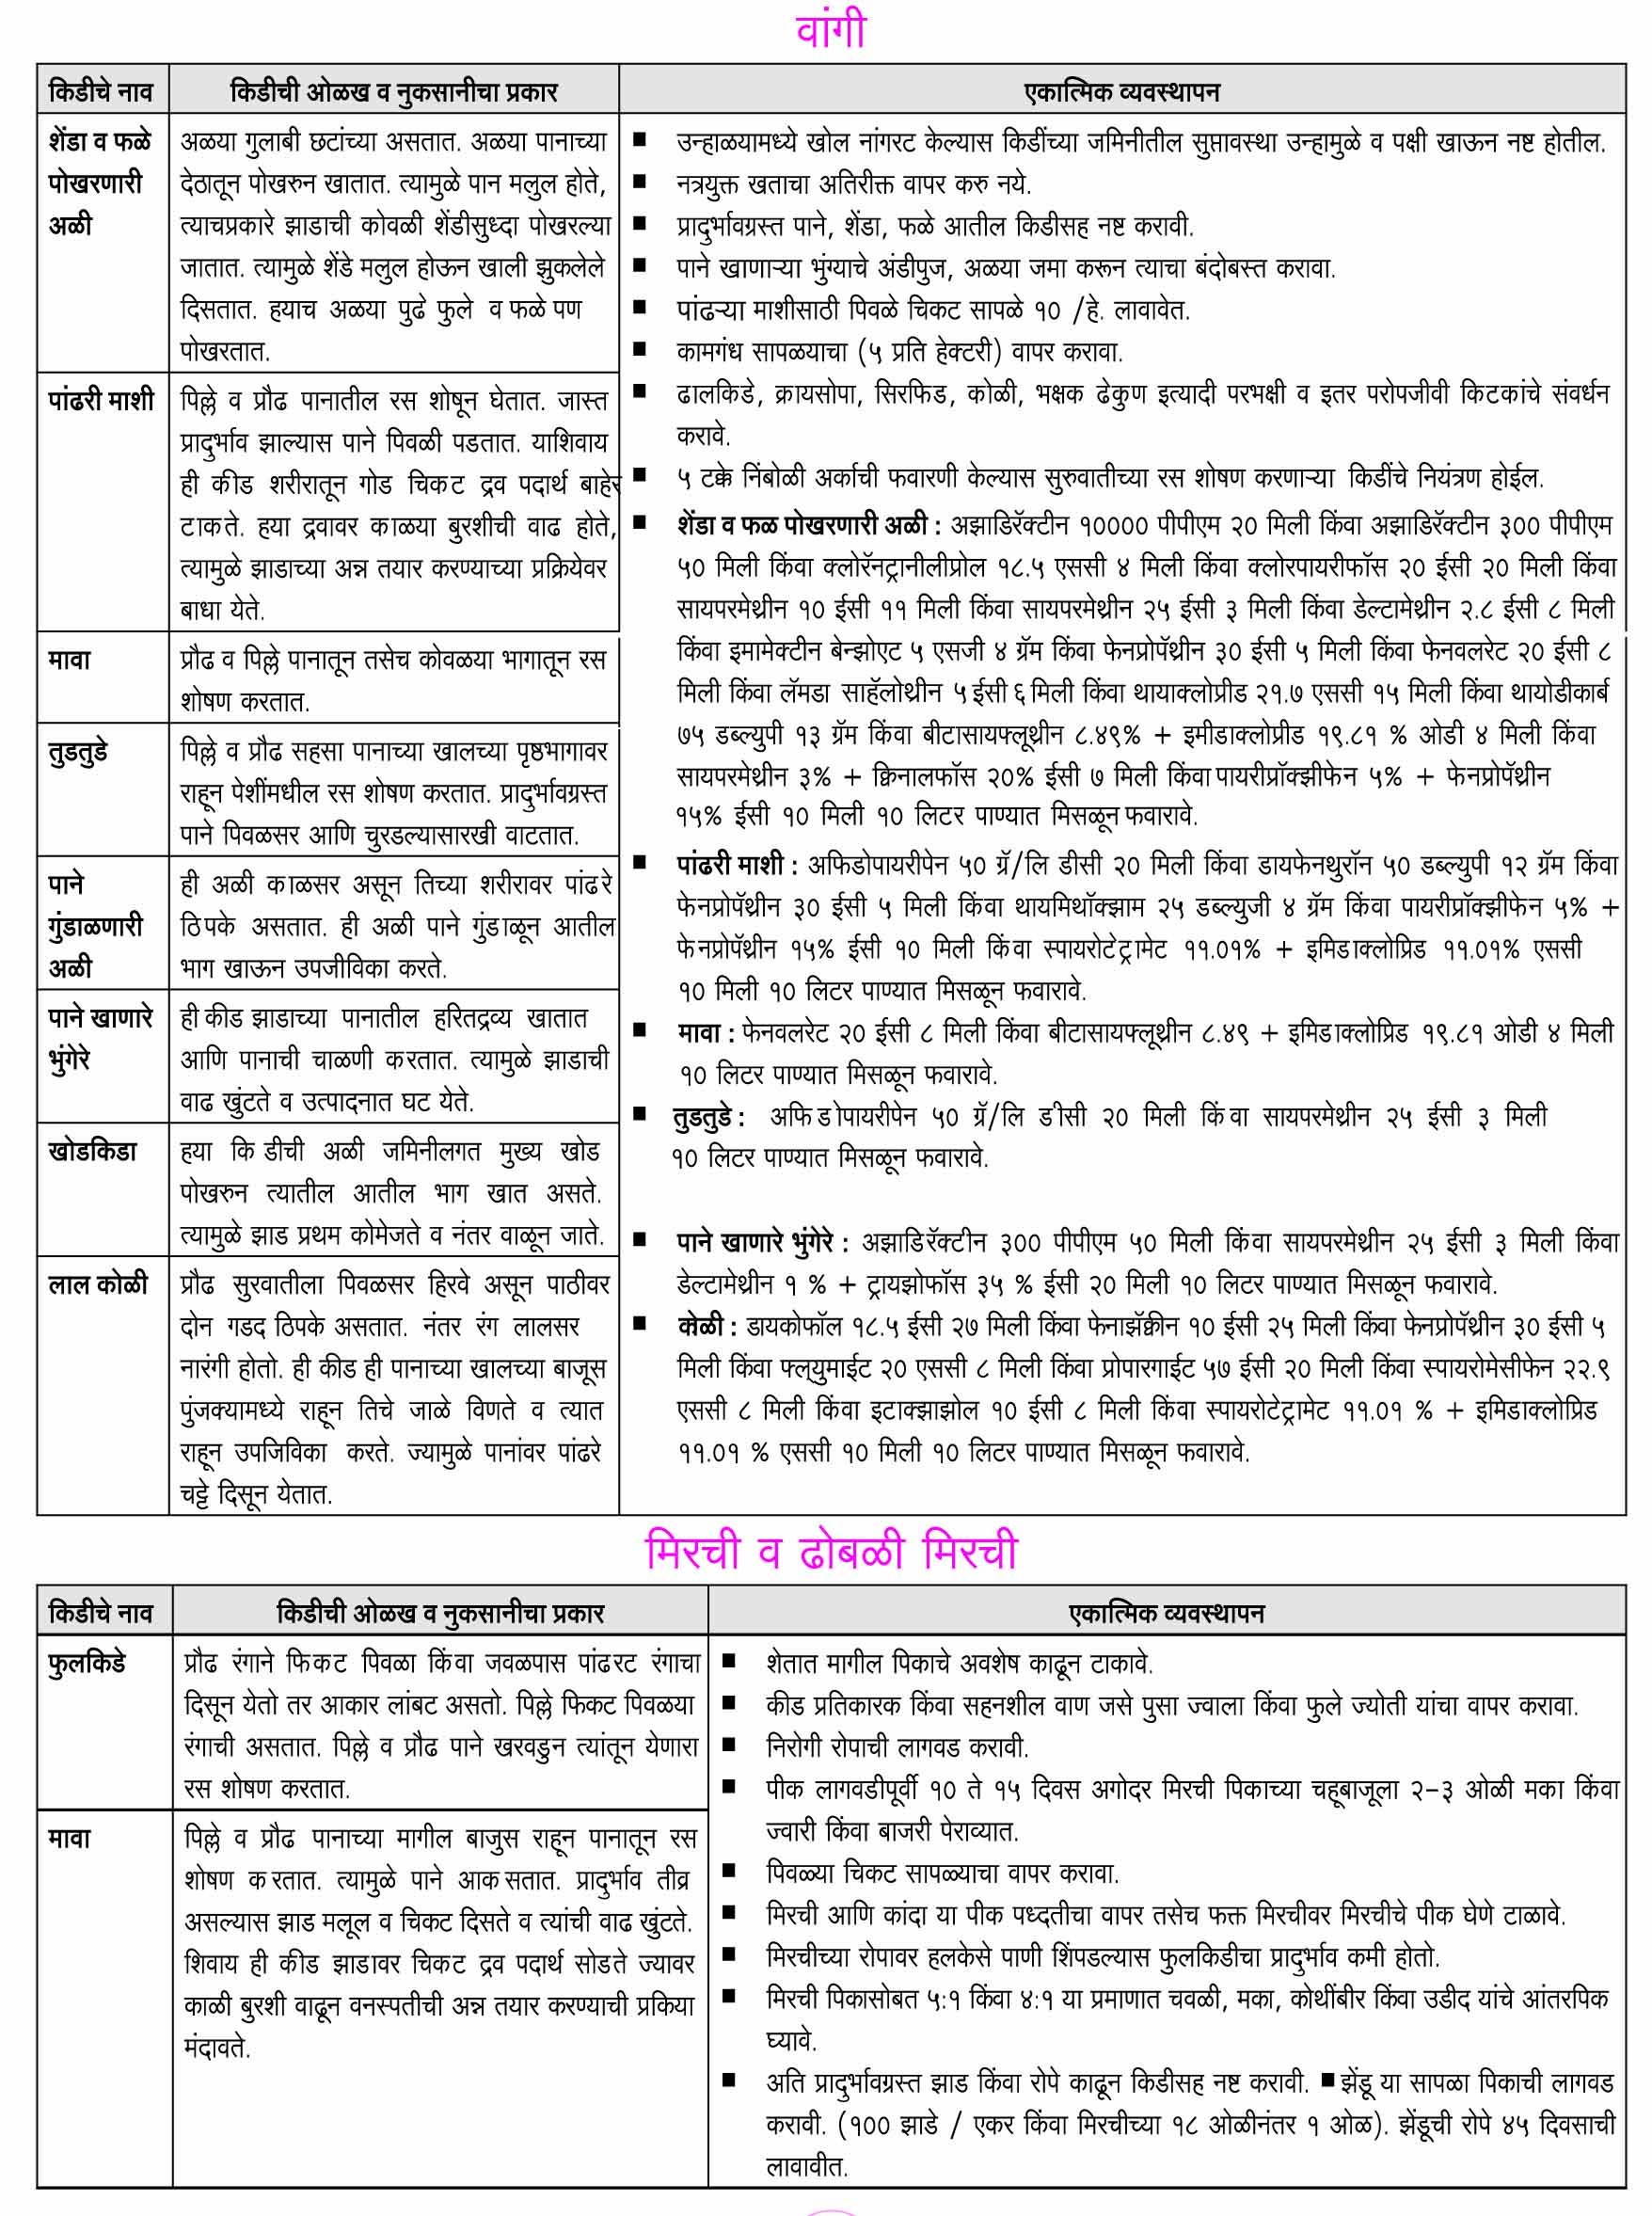 वांगी
किडीचे नाव
किडीची ओळख व नुकसानीचा प्रकार
एकात्मिक व्यवस्थापन
शेंडा व फळे
पोखरणारी
अळी
अळया गुलाबी छटांच्या असतात. अळया पानाच्या
देठातून पोखरुन खातात. त्यामुळे पान मलुल होते,
त्याचप्रकारे झाडाची कोवळी शेंडीसुध्दा पोखरल्या
जातात. त्यामुळे शेंडे मलुल होऊन खाली झुकलेले
दिसतात. हयाच अळया पुढे फुले व फळे पण
पोखरतात.
पांढरी माशी
पिल्ले व प्रौढ पानातील रस शोषून घेतात. जास्त
प्रादुर्भाव झाल्यास पाने पिवळी पडतात. याशिवाय
ही कीड शरीरातून गोड चिकट द्रव पदार्थ बाहेर
टाकते. हया द्रवावर काळया बुरशीची वाढ होते,
त्यामुळे झाडाच्या अन्न तयार करण्याच्या प्रक्रियेवर
बाधा येते.
मावा
प्रौढ व पिल्ले पानातून तसेच कोवळया भागातून रस
शोषण करतात.
तुडतुडे
पिल्ले व प्रौढ सहसा पानाच्या खालच्या पृष्ठभागावर
राहून पेशींमधील रस शोषण करतात. प्रादुर्भावग्रस्त
पाने पिवळसर आणि चुरडल्यासारखी वाटतात.
पाने
गुंडाळणारी
अळी
ही अळी काळसर असून तिच्या शरीरावर पांढरे
ठिपके असतात. ही अळी पाने गुंडाळून आतील
भाग खाऊन उपजीविका करते.
पाने खाणारे
भुंगेरे
ही कीड झाडाच्या पानातील हरितद्रव्य खातात
आणि पानाची चाळणी करतात. त्यामुळे झाडाची
वाढ खुंटते व उत्पादनात घट येते.
खोडकिडा
हया किडीची अळी जमिनीलगत मुख्य खोड
पोखरुन त्यातील आतील भाग खात असते.
त्यामुळे झाड प्रथम कोमेजते व नंतर वाळून जाते.
लाल कोळी
प्रौढ सुरवातीला पिवळसर हिरवे असून पाठीवर
दोन गडद ठिपके असतात. नंतर रंग लालसर
नारंगी होतो. ही कीड ही पानाच्या खालच्या बाजूस
पुंजक्यामध्ये राहून तिचे जाळे विणते व त्यात
राहून उपजिविका करते. ज्यामुळे पानांवर पांढरे
चट्टे दिसून येतात.
■ उन्हाळयामध्ये खोल नांगरट केल्यास किडींच्या जमिनीतील सुप्तावस्था उन्हामुळे व पक्षी खाऊन नष्ट होतील.
■ नत्रयुक्त खताचा अतिरीक्त वापर करु नये.
■ प्रादुर्भावग्रस्त पाने, शेंडा, फळे आतील किडीसह नष्ट करावी.
■ पाने खाणाऱ्या भुंग्याचे अंडीपुज, अळया जमा करून त्याचा बंदोबस्त करावा.
■ पांढऱ्या माशीसाठी पिवळे चिकट सापळे १० /हे. लावावेत.
■ कामगंध सापळयाचा (५ प्रति हेक्टरी) वापर करावा.
■ ढालकिडे, क्रायसोपा, सिरफिड, कोळी, भक्षक ढेकुण इत्यादी परभक्षी व इतर परोपजीवी किटकांचे संवर्धन
करावे.
■ ५ टक्के निंबोळी अर्काची फवारणी केल्यास सुरुवातीच्या रस शोषण करणाऱ्या किडींचे नियंत्रण होईल.
■ शेंडा व फळ पोखरणारी अळी : अझाडिरॅक्टीन १०००० पीपीएम २० मिली किंवा अझाडिरॅक्टीन ३०० पीपीएम
५० मिली किंवा क्लोरॅनट्रानीलीप्रोल १८.५ एससी ४ मिली किंवा क्लोरपायरीफॉस २० ईसी २० मिली किंवा
सायपरमेथ्रीन १० ईसी ११ मिली किंवा सायपरमेथ्रीन २५ ईसी ३ मिली किंवा डेल्टामेथ्रीन २.८ ईसी ८ मिली
किंवा इमामेक्टीन बेन्झोएट ५ एसजी ४ ग्रॅम किंवा फेनप्रोपॅथ्रीन ३० ईसी ५ मिली किंवा फेनवलरेट २० ईसी ८
मिली किंवा लॅमडा साहॅलोथ्रीन ५ ईसी ६ मिली किंवा थायाक्लोप्रीड २१.७ एससी १५ मिली किंवा थायोडीकार्ब
७५ डब्ल्युपी १३ ग्रॅम किंवा बीटासायफ्लूथ्रीन ८.४९% + इमीडाक्लोप्रीड १९.८१ % ओडी ४ मिली किंवा
सायपरमेथ्रीन ३% + क्विनालफॉस २०% ईसी ७ मिली किंवा पायरीप्रॉक्झीफेन ५% + फेनप्रोपॅथ्रीन
१५% ईसी १० मिली १० लिटर पाण्यात मिसळून फवारावे.
■ पांढरी माशी : अफिडोपायरीपेन ५० ग्रॅ/लि डीसी २० मिली किंवा डायफेनथुरॉन ५० डब्ल्युपी १२ ग्रॅम किंवा
फेनप्रोपॅथ्रीन ३० ईसी ५ मिली किंवा थायमिथॉक्झाम २५ डब्ल्युजी ४ ग्रॅम किंवा पायरीप्रॉक्झीफेन ५% +
फेनप्रोपॅथ्रीन १५% ईसी १० मिली किंवा स्पायरोटेट्रामेट ११.०१% + इमिडाक्लोप्रिड ११.०१% एससी
१० मिली १० लिटर पाण्यात मिसळून फवारावे.
■ मावा : फेनवलरेट २० ईसी ८ मिली किंवा बीटासायफ्लूथ्रीन ८.४९ + इमिडाक्लोप्रिड १९.८१ ओडी ४ मिली
१० लिटर पाण्यात मिसळून फवारावे.
■ तुडतुडे : अफिडोपायरीपेन ५० ग्रॅ/लि डीसी २० मिली किंवा सायपरमेथ्रीन २५ ईसी ३ मिली
१० लिटर पाण्यात मिसळून फवारावे.
■ पाने खाणारे भुंगेरे : अझाडिरॅक्टीन ३०० पीपीएम ५० मिली किंवा सायपरमेथ्रीन २५ ईसी ३ मिली किंवा
डेल्टामेथ्रीन १ % + ट्रायझोफॉस ३५ % ईसी २० मिली १० लिटर पाण्यात मिसळून फवारावे.
■ कोळी : डायकोफॉल १८.५ ईसी २७ मिली किंवा फेनाझॅक्वीन १० ईसी २५ मिली किंवा फेनप्रोपॅथ्रीन ३० ईसी ५
मिली किंवा फ्ल्युमाईट २० एससी ८ मिली किंवा प्रोपारगाईट ५७ ईसी २० मिली किंवा स्पायरोमेसीफेन २२.९
एससी ८ मिली किंवा इटाक्झाझोल १० ईसी ८ मिली किंवा स्पायरोटेट्रामेट ११.०१ % + इमिडाक्लोप्रिड
११.०१ % एससी १० मिली १० लिटर पाण्यात मिसळून फवारावे.
मिरची व ढोबळी मिरची
किडीचे नाव
किडीची ओळख व नुकसानीचा प्रकार
एकात्मिक व्यवस्थापन
फुलकिडे
प्रौढ रंगाने फिकट पिवळा किंवा जवळपास पांढरट रंगाचा
दिसून येतो तर आकार लांबट असतो. पिल्ले फिकट पिवळया
रंगाची असतात. पिल्ले व प्रौढ पाने खरवडुन त्यांतून येणारा
रस शोषण करतात.
मावा
पिल्ले व प्रौढ पानाच्या मागील बाजुस राहून पानातून रस
शोषण करतात. त्यामुळे पाने आकसतात. प्रादुर्भाव तीव्र
असल्यास झाड मलूल व चिकट दिसते व त्यांची वाढ खुंटते.
शिवाय ही कीड झाडावर चिकट द्रव पदार्थ सोडते ज्यावर
काळी बुरशी वाढून वनस्पतीची अन्न तयार करण्याची प्रकिया
मंदावते.
■ शेतात मागील पिकाचे अवशेष काढून टाकावे.
■ कीड प्रतिकारक किंवा सहनशील वाण जसे पुसा ज्वाला किंवा फुले ज्योती यांचा वापर करावा.
■ निरोगी रोपाची लागवड करावी.
■ पीक लागवडीपूर्वी १० ते १५ दिवस अगोदर मिरची पिकाच्या चहूबाजूला २-३ ओळी मका किंवा
ज्वारी किंवा बाजरी पेराव्यात.
■ पिवळ्या चिकट सापळ्याचा वापर करावा.
■ मिरची आणि कांदा या पीक पध्दतीचा वापर तसेच फक्त मिरचीवर मिरचीचे पीक घेणे टाळावे.
■ मिरचीच्या रोपावर हलकेसे पाणी शिंपडल्यास फुलकिडीचा प्रादुर्भाव कमी होतो.
■ मिरची पिकासोबत ५:१ किंवा ४:१ या प्रमाणात चवळी, मका, कोथींबीर किंवा उडीद यांचे आंतरपिक
घ्यावे.
■ अति प्रादुर्भावग्रस्त झाड किंवा रोपे काढून किडीसह नष्ट करावी. ■ झेंडू या सापळा पिकाची लागवड
करावी. (१०० झाडे / एकर किंवा मिरचीच्या १८ ओळीनंतर १ ओळ). झेंडूची रोपे ४५ दिवसाची
लावावीत.